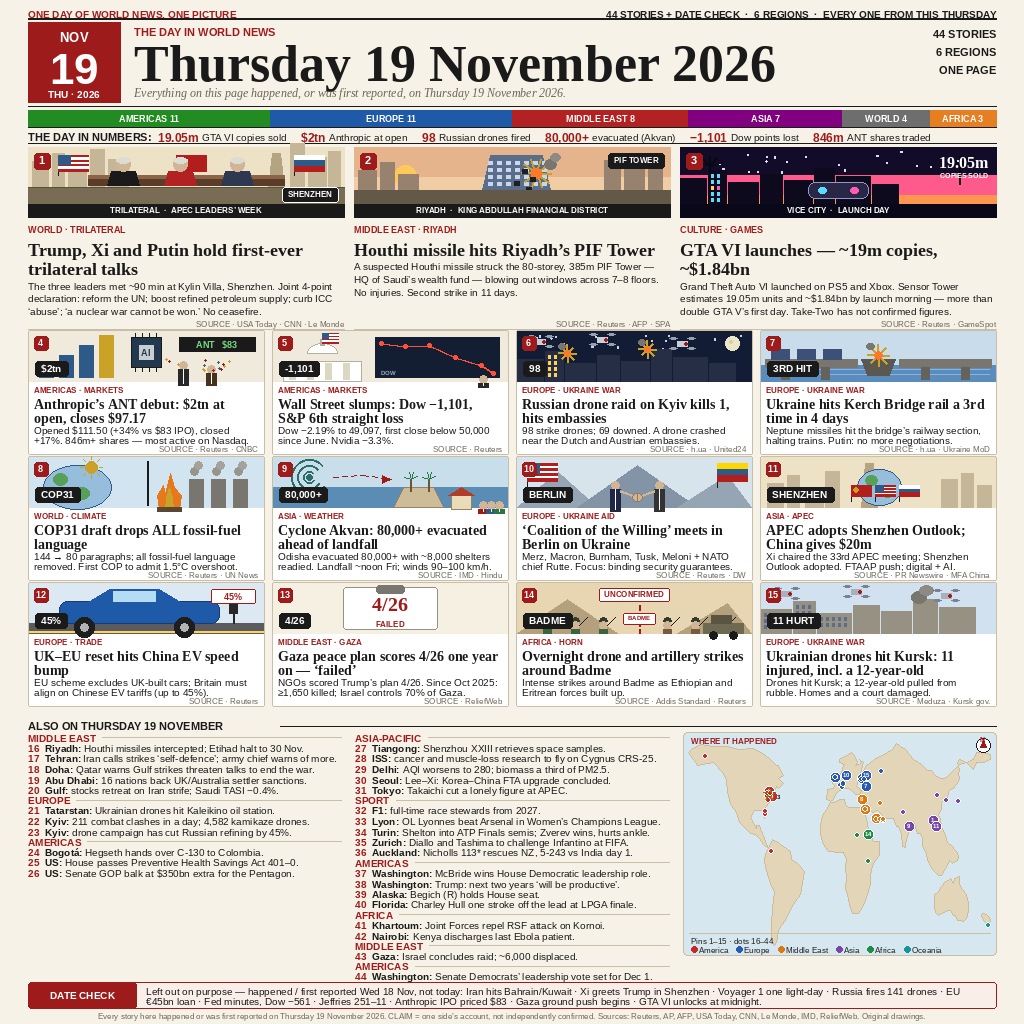 ONE DAY OF WORLD NEWS. ONE PICTURE
44 STORIES + DATE CHECK · 6 REGIONS · EVERY ONE FROM THIS THURSDAY
NOV
19
THU · 2026
THE DAY IN WORLD NEWS
Thursday 19 November 2026
Everything on this page happened, or was first reported, on Thursday 19 November 2026.
44 STORIES
6 REGIONS
ONE PAGE
AMERICAS 11
EUROPE 11
MIDDLE EAST 8
ASIA 7
WORLD 4
AFRICA 3
THE DAY IN NUMBERS: 19.05m GTA VI copies sold $2tn Anthropic at open 98 Russian drones fired 80,000+ evacuated (Akvan) −1,101 Dow points lost 846m ANT shares traded
1
SHENZHEN
TRILATERAL · APEC LEADERS' WEEK
WORLD · TRILATERAL
Trump, Xi and Putin hold first-ever
trilateral talks
The three leaders met ~90 min at Kylin Villa, Shenzhen. Joint 4-point
declaration: reform the UN; boost refined petroleum supply; curb ICC
'abuse'; 'a nuclear war cannot be won.' No ceasefire.
SOURCE · USA Today · CNN · Le Monde
2
PIF TOWER
RIYADH · KING ABDULLAH FINANCIAL DISTRICT
MIDDLE EAST · RIYADH
Houthi missile hits Riyadh's PIF Tower
A suspected Houthi missile struck the 80-storey, 385m PIF Tower —
HQ of Saudi's wealth fund — blowing out windows across 7–8 floors.
No injuries. Second strike in 11 days.
SOURCE · Reuters · AFP · SPA
3
19:05m
COPIES SOLD
VICE CITY · LAUNCH DAY
CULTURE · GAMES
GTA VI launches — ~19m copies,
~$1.84bn
Grand Theft Auto VI launched on PS5 and Xbox. Sensor Tower
estimates 19.05m units and ~$1.84bn by launch morning — more than
double GTA V's first day. Take-Two has not confirmed figures.
SOURCE · Reuters · GameSpot
4
AI
ANT $83
$2tn
AMERICAS · MARKETS
Anthropic's ANT debut: $2tn at
open, closes $97.17
Opened $111.50 (+34% vs $83 IPO), closed
+17%. 846m+ shares — most active on Nasdaq.
SOURCE · Reuters · CNBC
5
-1,101
DOW
AMERICAS · MARKETS
Wall Street slumps: Dow −1,101,
S&P 6th straight loss
Dow −2.19% to 49,097, first close below 50,000
since June. Nvidia −3.3%.
SOURCE · Reuters
6
98
EUROPE · UKRAINE WAR
Russian drone raid on Kyiv kills 1,
hits embassies
98 strike drones; 69 downed. A drone crashed
near the Dutch and Austrian embassies.
SOURCE · h.ua · United24
7
3RD HIT
EUROPE · UKRAINE WAR
Ukraine hits Kerch Bridge rail a 3rd
time in 4 days
Neptune missiles hit the bridge's railway section,
halting trains. Putin: no more negotiations.
SOURCE · h.ua · Ukraine MoD
8
COP31
WORLD · CLIMATE
COP31 draft drops ALL fossil-fuel
language
144 → 80 paragraphs; all fossil-fuel language
removed. First COP to admit 1.5°C overshoot.
SOURCE · Reuters · UN News
9
80,000+
ASIA · WEATHER
Cyclone Akvan: 80,000+ evacuated
ahead of landfall
Odisha evacuated 80,000+ with ~8,000 shelters
readied. Landfall ~noon Fri; winds 90–100 km/h.
SOURCE · IMD · Hindu
10
BERLIN
EUROPE · UKRAINE AID
'Coalition of the Willing' meets in
Berlin on Ukraine
Merz, Macron, Burnham, Tusk, Meloni + NATO
chief Rutte. Focus: binding security guarantees.
SOURCE · Reuters · DW
11
SHENZHEN
ASIA · APEC
APEC adopts Shenzhen Outlook;
China gives $20m
Xi chaired the 33rd APEC meeting; Shenzhen
Outlook adopted. FTAAP push; digital + AI.
SOURCE · PR Newswire · MFA China
12
45%
45%
EUROPE · TRADE
UK–EU reset hits China EV speed
bump
EU scheme excludes UK-built cars; Britain must
align on Chinese EV tariffs (up to 45%).
SOURCE · Reuters
13
4/26
FAILED
4/26
MIDDLE EAST · GAZA
Gaza peace plan scores 4/26 one year
on — 'failed'
NGOs scored Trump's plan 4/26. Since Oct 2025:
≥1,650 killed; Israel controls 70% of Gaza.
SOURCE · ReliefWeb
14
UNCONFIRMED
BADME
BADME
AFRICA · HORN
Overnight drone and artillery strikes
around Badme
Intense strikes around Badme as Ethiopian and
Eritrean forces built up.
SOURCE · Addis Standard · Reuters
15
11 HURT
EUROPE · UKRAINE WAR
Ukrainian drones hit Kursk: 11
injured, incl. a 12-year-old
Drones hit Kursk; a 12-year-old pulled from
rubble. Homes and a court damaged.
SOURCE · Meduza · Kursk gov.
ALSO ON THURSDAY 19 NOVEMBER
MIDDLE EAST
16 Riyadh: Houthi missiles intercepted; Etihad halt to 30 Nov.
17 Tehran: Iran calls strikes 'self-defence'; army chief warns of more.
18 Doha: Qatar warns Gulf strikes threaten talks to end the war.
19 Abu Dhabi: 16 nations back UK/Australia settler sanctions.
20 Gulf: stocks retreat on Iran strife; Saudi TASI −0.4%.
EUROPE
21 Tatarstan: Ukrainian drones hit Kaleikino oil station.
22 Kyiv: 211 combat clashes in a day; 4,582 kamikaze drones.
23 Kyiv: drone campaign has cut Russian refining by 45%.
AMERICAS
24 Bogotá: Hegseth hands over C-130 to Colombia.
25 US: House passes Preventive Health Savings Act 401–0.
26 US: Senate GOP balk at $350bn extra for the Pentagon.
ASIA-PACIFIC
27 Tiangong: Shenzhou XXIII retrieves space samples.
28 ISS: cancer and muscle-loss research to fly on Cygnus CRS-25.
29 Delhi: AQI worsens to 280; biomass a third of PM2.5.
30 Seoul: Lee–Xi: Korea–China FTA upgrade concluded.
31 Tokyo: Takaichi cut a lonely figure at APEC.
SPORT
32 F1: full-time race stewards from 2027.
33 Lyon: OL Lyonnes beat Arsenal in Women's Champions League.
34 Turin: Shelton into ATP Finals semis; Zverev wins, hurts ankle.
35 Zurich: Diallo and Tashima to challenge Infantino at FIFA.
36 Auckland: Nicholls 113* rescues NZ, 5-243 vs India day 1.
AMERICAS
37 Washington: McBride wins House Democratic leadership role.
38 Washington: Trump: next two years 'will be productive'.
39 Alaska: Begich (R) holds House seat.
40 Florida: Charley Hull one stroke off the lead at LPGA finale.
AFRICA
41 Khartoum: Joint Forces repel RSF attack on Kornoi.
42 Nairobi: Kenya discharges last Ebola patient.
MIDDLE EAST
43 Gaza: Israel concludes raid; ~6,000 displaced.
AMERICAS
44 Washington: Senate Democrats' leadership vote set for Dec 1.
WHERE IT HAPPENED
Pins 1–15 · dots 16–44
America Europe Middle East Asia Africa Oceania
DATE CHECK
Left out on purpose — happened / first reported Wed 18 Nov, not today: Iran hits Bahrain/Kuwait · Xi greets Trump in Shenzhen · Voyager 1 one light-day · Russia fires 141 drones · EU
€45bn loan · Fed minutes, Dow −561 · Jeffries 251–11 · Anthropic IPO priced $83 · Gaza ground push begins · GTA VI unlocks at midnight.
Every story here happened or was first reported on Thursday 19 November 2026. CLAIM = one side's account, not independently confirmed. Sources: Reuters, AP, AFP, USA Today, CNN, Le Monde, IMD, ReliefWeb. Original drawings.